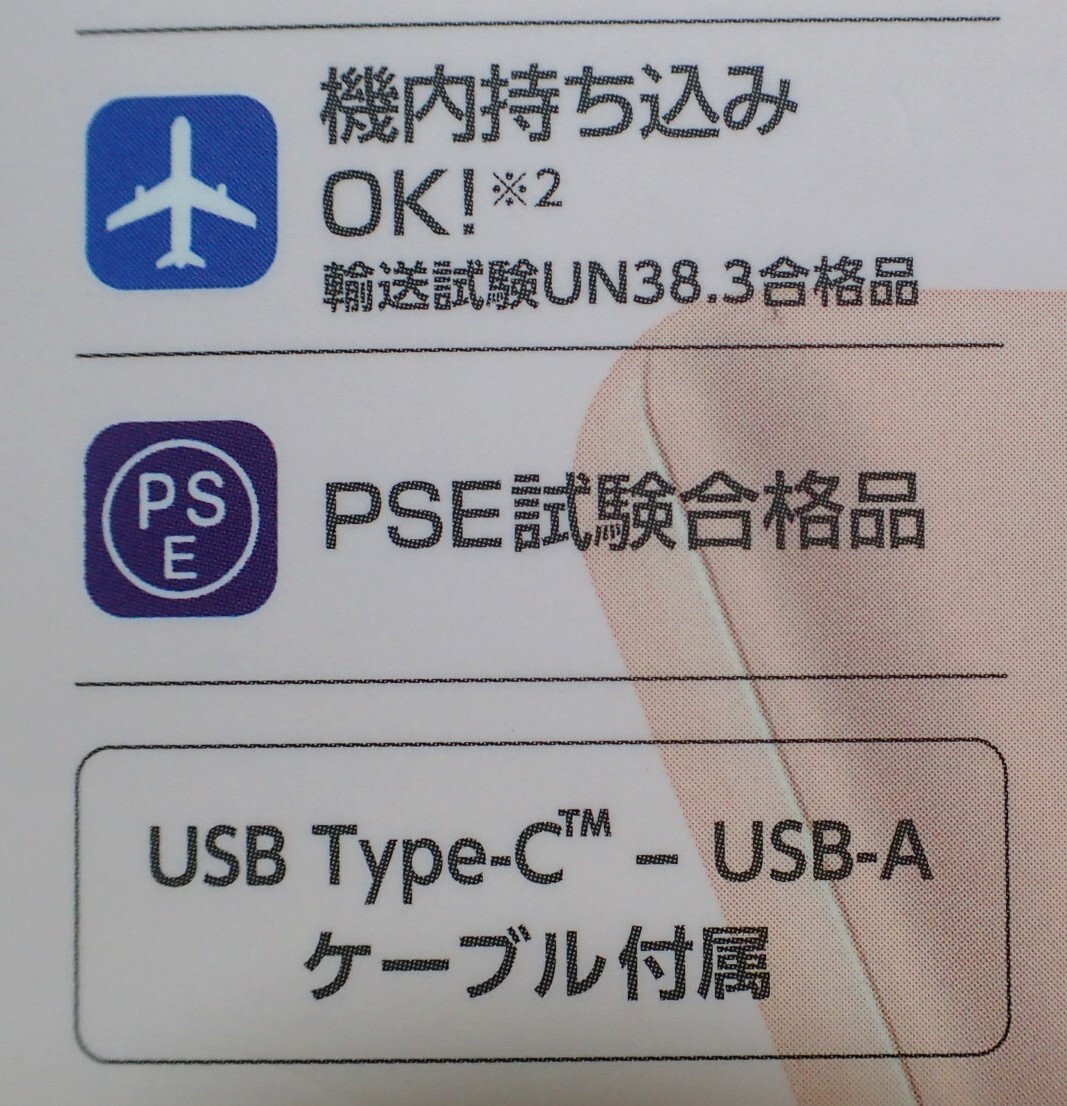 機内持ち込み
OK!※2
輸送試験UN38.3合格品
PS
E
PSE試験合格品
USB Type-C™ – USB-A
ケーブル付属